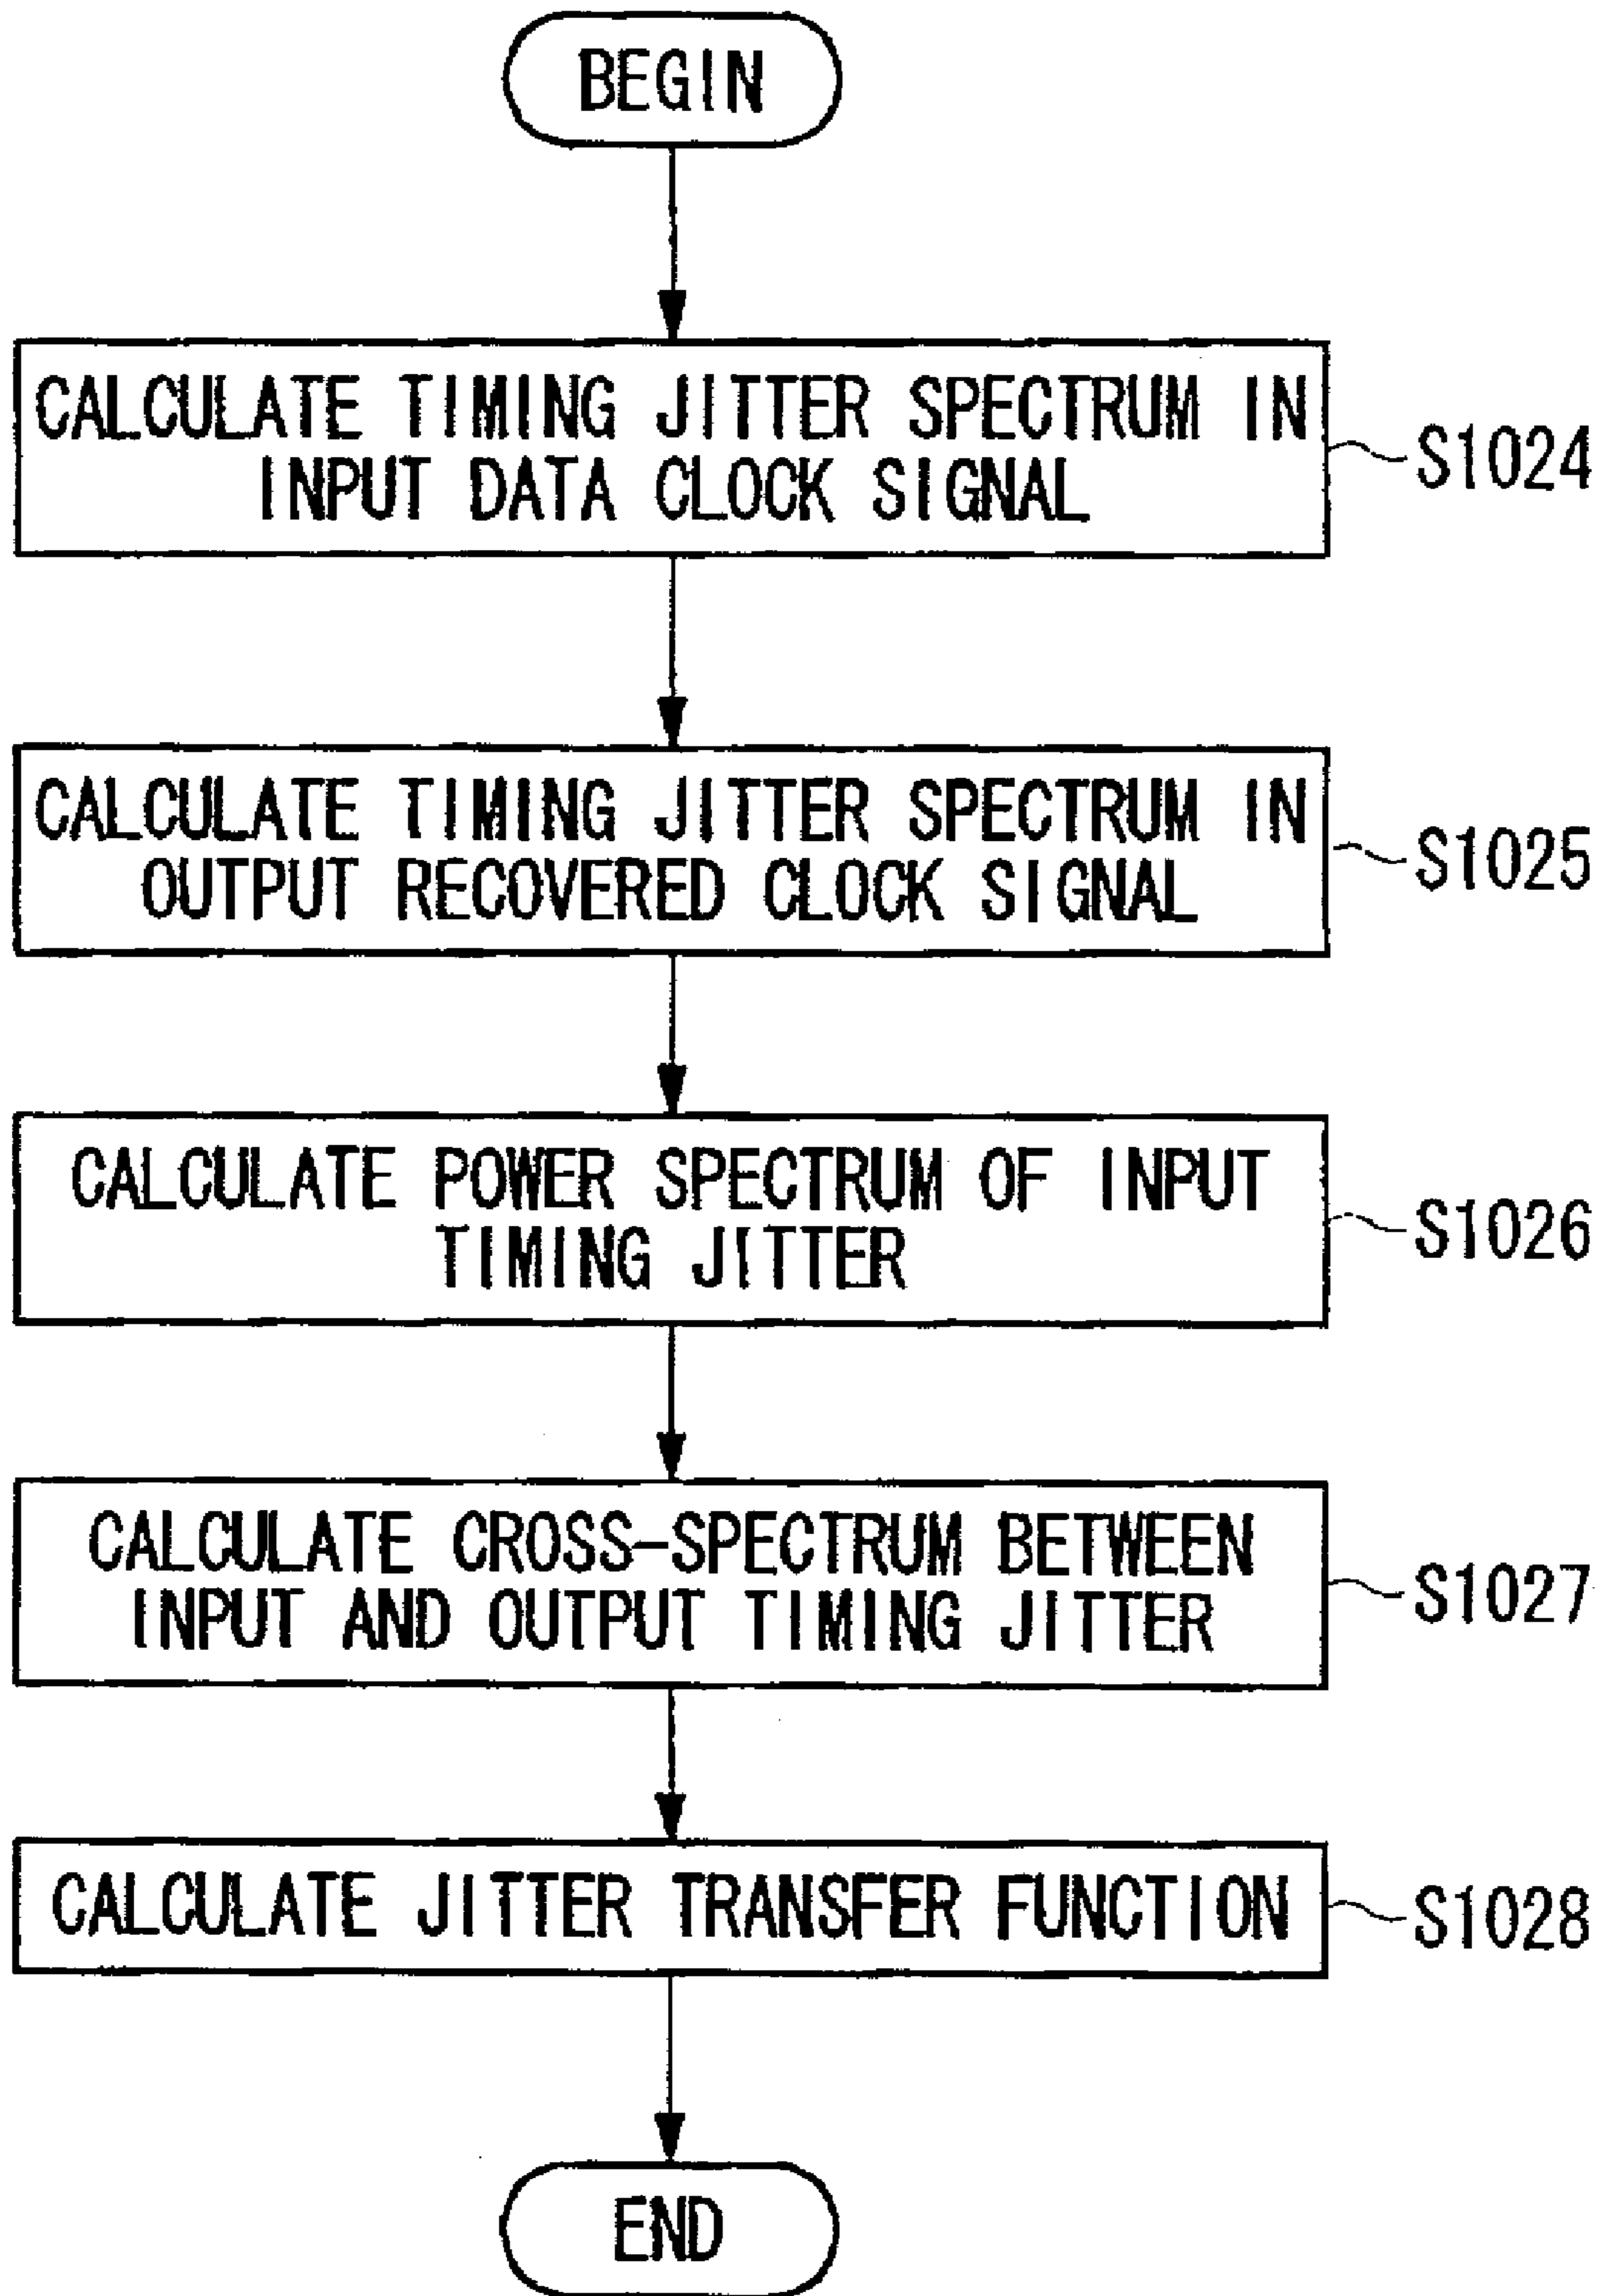 BEGIN
CALCULATE TIMING JITTER SPECTRUM IN
INPUT DATA CLOCK SIGNAL
S1024
CALCULATE TIMING JITTER SPECTRUM IN
OUTPUT RECOVERED CLOCK SIGNAL
S1025
CALCULATE POWER SPECTRUM OF INPUT
TIMING JITTER
S1026
CALCULATE CROSS-SPECTRUM BETWEEN
INPUT AND OUTPUT TIMING JITTER
S1027
CALCULATE JITTER TRANSFER FUNCTION
S1028
END